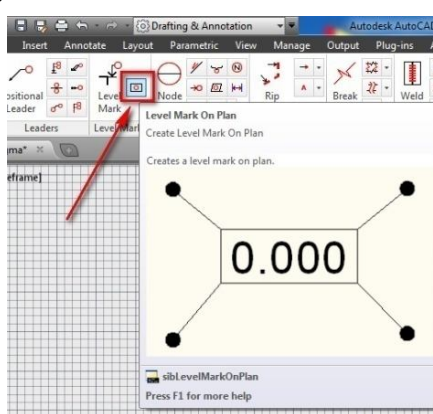 Drafting & Annotation Autodesk AutoCA
Insert Annotate Layout Parametric View Manage Output Plug-ins
ositional Level Node Rip Break Weld
Leader Mark
Leaders Level Mark
Level Mark On Plan
Create Level Mark On Plan
ma* ×
Creates a level mark on plan.
eframe]
0.000
sibLevelMarkOnPlan
Press F1 for more help